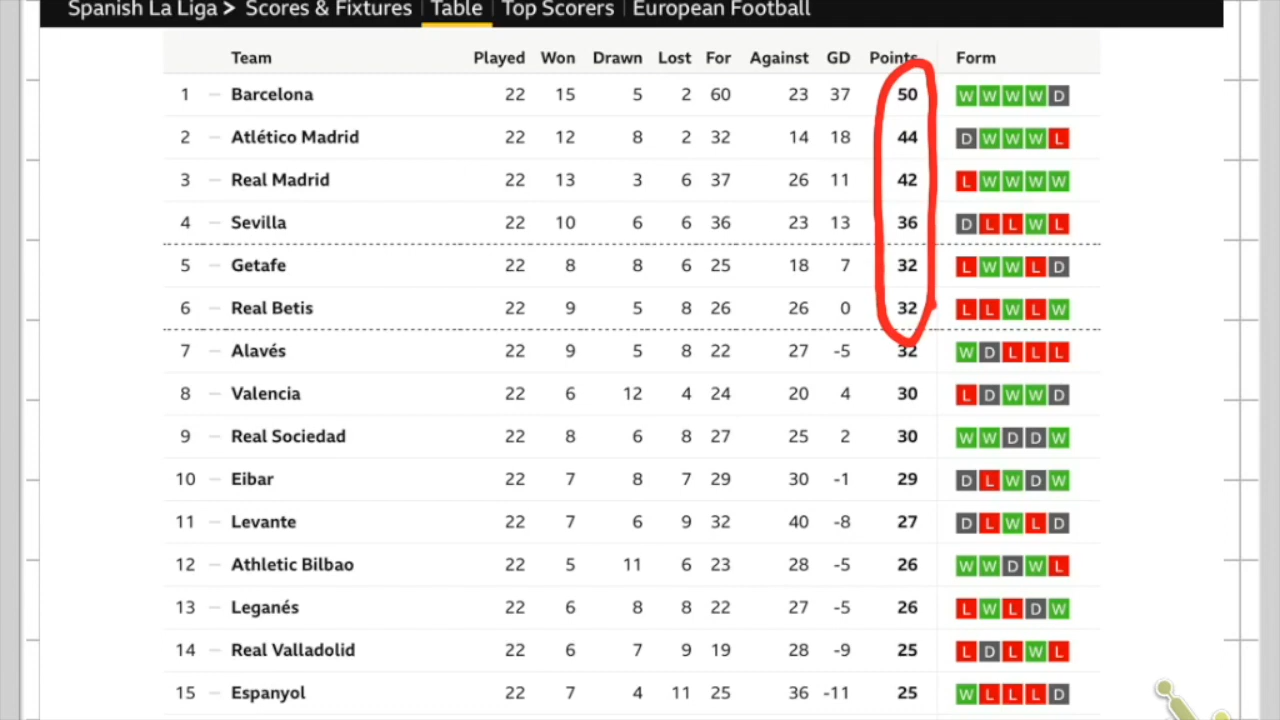 Spanish La Liga > Scores & Fixtures Table Top Scorers European Football
Team Played Won Drawn Lost For Against GD Points Form
1 Barcelona 22 15 5 2 60 23 37 50 W W W W D
2 Atlético Madrid 22 12 8 2 32 14 18 44 D W W W L
3 Real Madrid 22 13 3 6 37 26 11 42 L W W W W
4 Sevilla 22 10 6 6 36 23 13 36 D L L W L
5 Getafe 22 8 8 6 25 18 7 32 L W W L D
6 Real Betis 22 9 5 8 26 26 0 32 L L W L W
7 Alavés 22 9 5 8 22 27 -5 32 W D L L L
8 Valencia 22 6 12 4 24 20 4 30 L D W W D
9 Real Sociedad 22 8 6 8 27 25 2 30 W W D D W
10 Eibar 22 7 8 7 29 30 -1 29 D L W D W
11 Levante 22 7 6 9 32 40 -8 27 D L W L D
12 Athletic Bilbao 22 5 11 6 23 28 -5 26 W W D W L
13 Leganés 22 6 8 8 22 27 -5 26 L W L D W
14 Real Valladolid 22 6 7 9 19 28 -9 25 L D L W L
15 Espanyol 22 7 4 11 25 36 -11 25 W L L L D